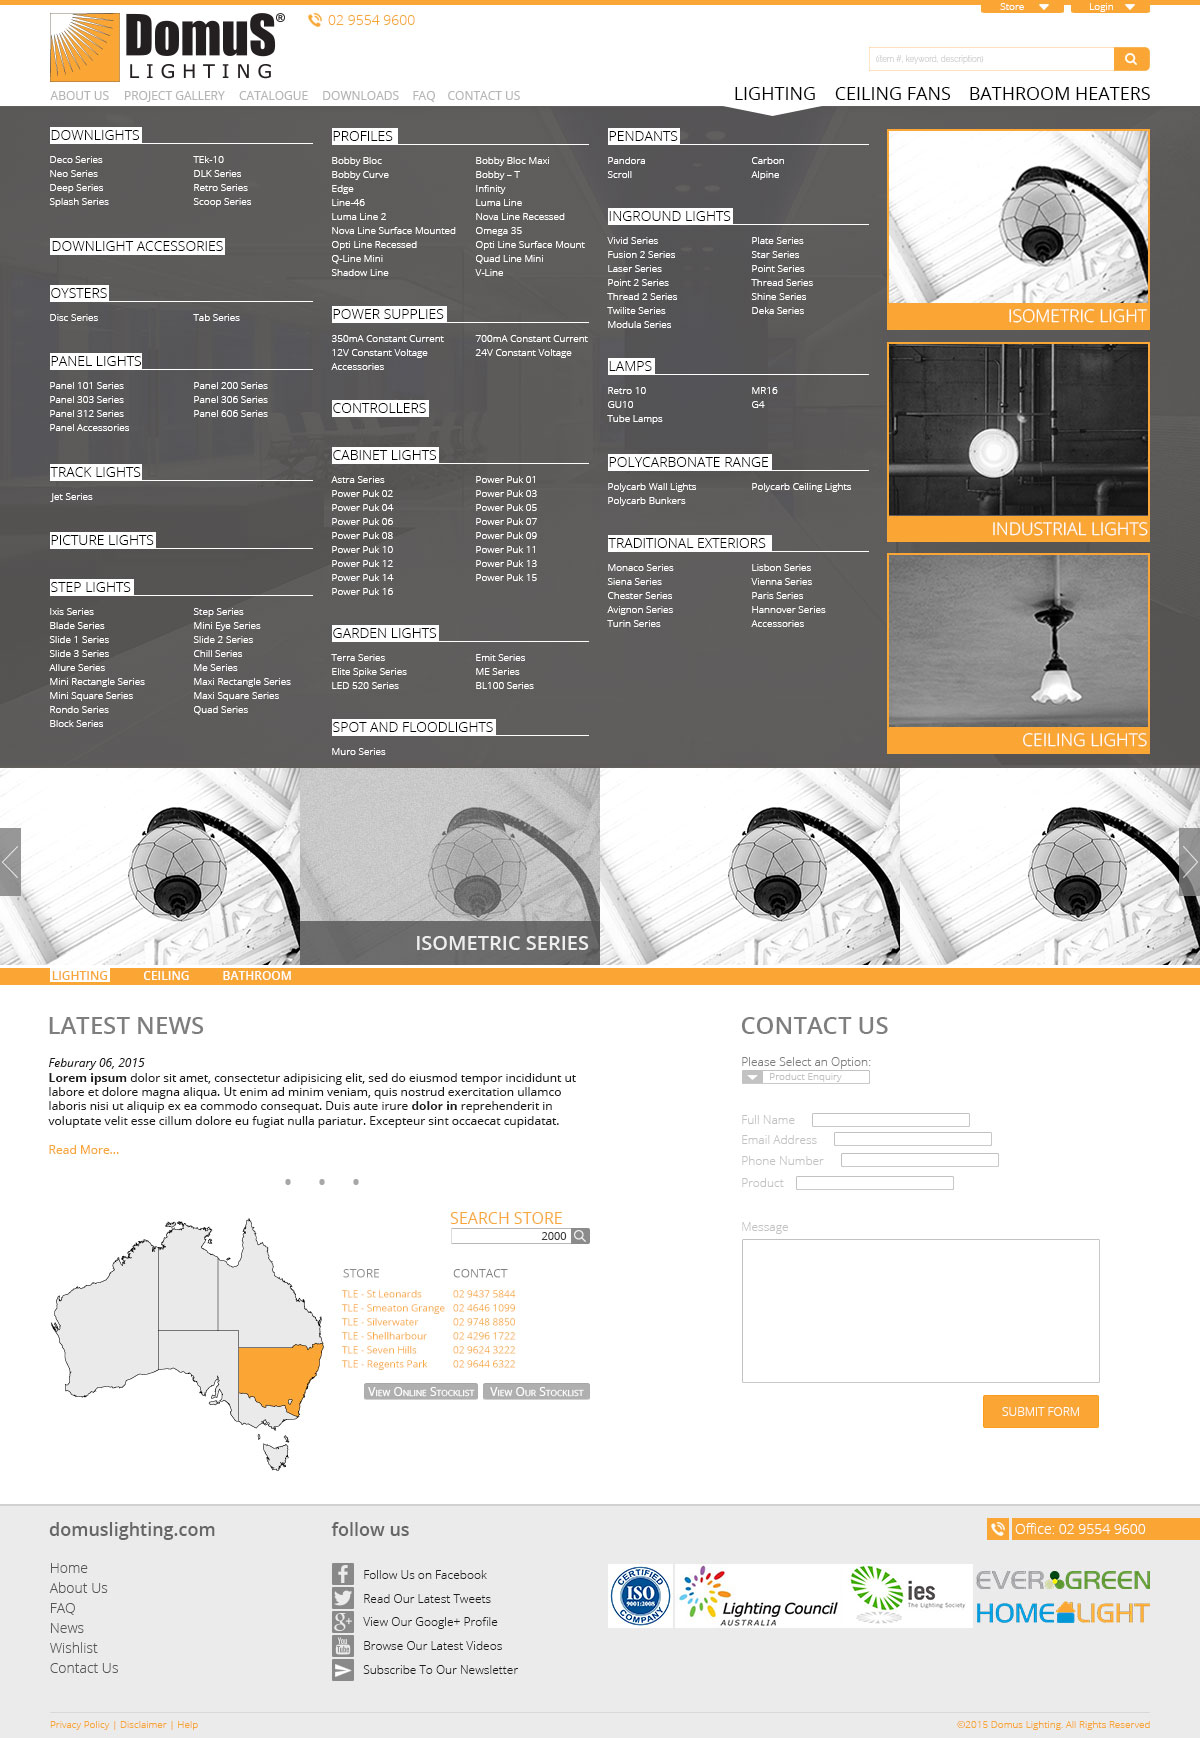 Store
Login
DOMUS®
LIGHTING
02 9554 9600
(item #, keyword, description)
ABOUT US PROJECT GALLERY CATALOGUE DOWNLOADS FAQ CONTACT US
LIGHTING CEILING FANS BATHROOM HEATERS
DOWNLIGHTS
Deco Series TEk-10
Neo Series DLK Series
Deep Series Retro Series
Splash Series Scoop Series
DOWNLIGHT ACCESSORIES
OYSTERS
Disc Series Tab Series
PANEL LIGHTS
Panel 101 Series Panel 200 Series
Panel 303 Series Panel 306 Series
Panel 312 Series Panel 606 Series
Panel Accessories
TRACK LIGHTS
Jet Series
PICTURE LIGHTS
STEP LIGHTS
Ixis Series Step Series
Blade Series Mini Eye Series
Slide 1 Series Slide 2 Series
Slide 3 Series Chill Series
Allure Series Me Series
Mini Rectangle Series Maxi Rectangle Series
Mini Square Series Maxi Square Series
Rondo Series Quad Series
Block Series
PROFILES
Bobby Bloc Bobby Bloc Maxi
Bobby Curve Bobby – T
Edge Infinity
Line-46 Luma Line
Luma Line 2 Nova Line Recessed
Nova Line Surface Mounted Omega 35
Opti Line Recessed Opti Line Surface Mount
Q-Line Mini Quad Line Mini
Shadow Line V-Line
POWER SUPPLIES
350mA Constant Current 700mA Constant Current
12V Constant Voltage 24V Constant Voltage
Accessories
CONTROLLERS
CABINET LIGHTS
Astra Series Power Puk 01
Power Puk 02 Power Puk 03
Power Puk 04 Power Puk 05
Power Puk 06 Power Puk 07
Power Puk 08 Power Puk 09
Power Puk 10 Power Puk 11
Power Puk 12 Power Puk 13
Power Puk 14 Power Puk 15
Power Puk 16
GARDEN LIGHTS
Terra Series Emit Series
Elite Spike Series ME Series
LED 520 Series BL100 Series
SPOT AND FLOODLIGHTS
Muro Series
PENDANTS
Pandora Carbon
Scroll Alpine
INGROUND LIGHTS
Vivid Series Plate Series
Fusion 2 Series Star Series
Laser Series Point Series
Point 2 Series Thread Series
Thread 2 Series Shine Series
Twilite Series Deka Series
Modula Series
LAMPS
Retro 10 MR16
GU10 G4
Tube Lamps
POLYCARBONATE RANGE
Polycarb Wall Lights Polycarb Ceiling Lights
Polycarb Bunkers
TRADITIONAL EXTERIORS
Monaco Series Lisbon Series
Siena Series Vienna Series
Chester Series Paris Series
Avignon Series Hannover Series
Turin Series Accessories
ISOMETRIC LIGHT
INDUSTRIAL LIGHTS
CEILING LIGHTS
ISOMETRIC SERIES
LIGHTING CEILING BATHROOM
LATEST NEWS
Feburary 06, 2015
Lorem ipsum dolor sit amet, consectetur adipisicing elit, sed do eiusmod tempor incididunt ut
et dolore magna aliqua. Ut enim ad minim veniam, quis nostrud exercitation ullamco
laboris nisi ut aliquip ex ea commodo consequat. Duis aute irure dolor in reprehenderit in
voluptate velit esse cillum dolore eu fugiat nulla pariatur. Excepteur sint occaecat cupidatat.
Read More...
SEARCH STORE
2000
STORE CONTACT
TLE - St Leonards 02 9437 5844
TLE - Smeaton Grange 02 4646 1099
TLE - Silverwater 02 9748 8850
TLE - Shellharbour 02 4296 1722
TLE - Seven Hills 02 9624 3222
TLE - Regents Park 02 9644 6322
VIEW ONLINE STOCKLIST VIEW OUR STOCKLIST
CONTACT US
Please Select an Option:
Product Enquiry
Full Name
Email Address
Phone Number
Product
Message
SUBMIT FORM
domuslighting.com
Home
About Us
FAQ
News
Wishlist
Contact Us
follow us
Follow Us on Facebook
Read Our Latest Tweets
View Our Google+ Profile
You Tube
Browse Our Latest Videos
Subscribe To Our Newsletter
Office: 02 9554 9600
CERTIFIED
ISO
9001:2008
COMPANY
Lighting Council
AUSTRALIA
ies
The Lighting Society
EVERGREEN
HOMELIGHT
Privacy Policy | Disclaimer | Help
©2015 Domus Lighting. All Rights Reserved